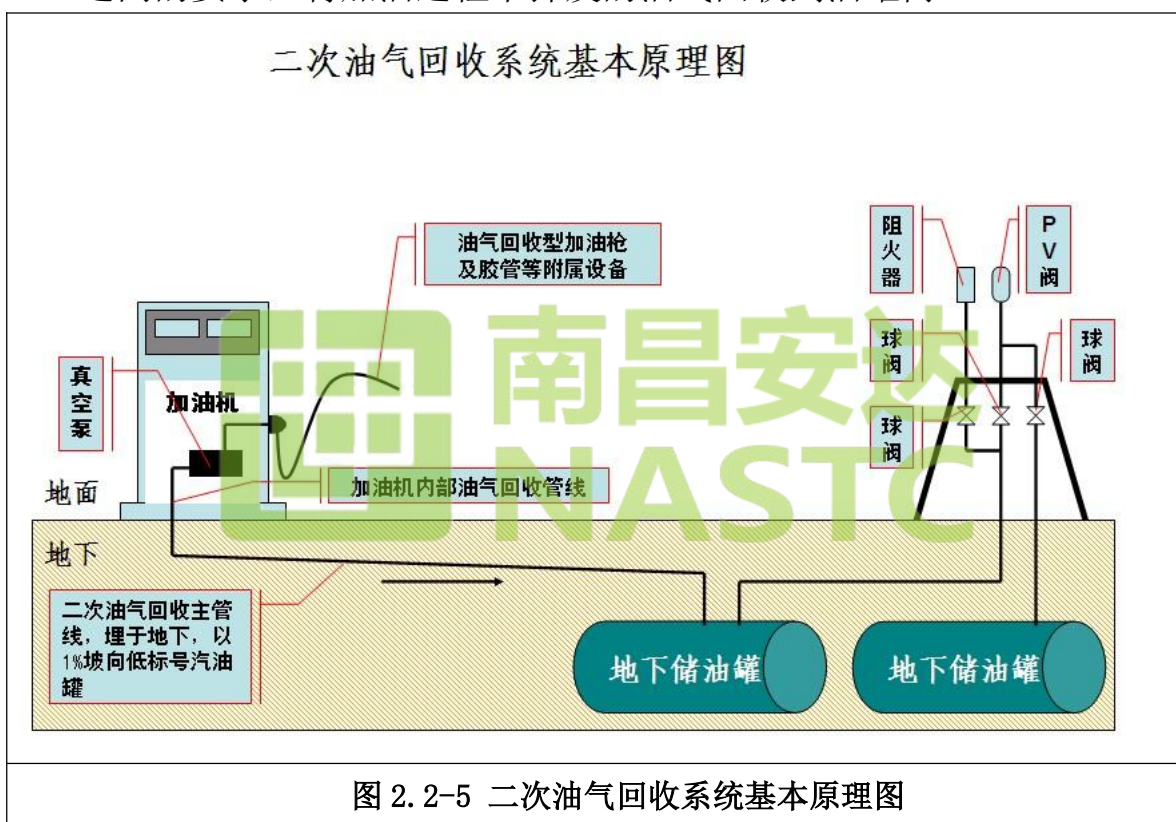 二次油气回收系统基本原理图
阻
火
器
P
V
阀
油气回收型加油枪
及胶管等附属设备
球
阀
球
阀
真
空
泵
加油机
球
阀
南昌安达
NASTC
加油机内部油气回收管线
地面
地下
二次油气回收主管
线，埋于地下，以
1%坡向低标号汽油
罐
地下储油罐
地下储油罐
图 2.2-5 二次油气回收系统基本原理图